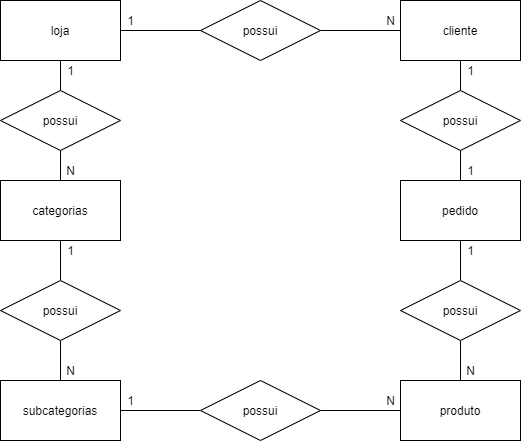 loja
1
possui
N
cliente
1
1
possui
possui
N
1
categorias
pedido
1
1
possui
possui
N
N
subcategorias
1
possui
N
produto